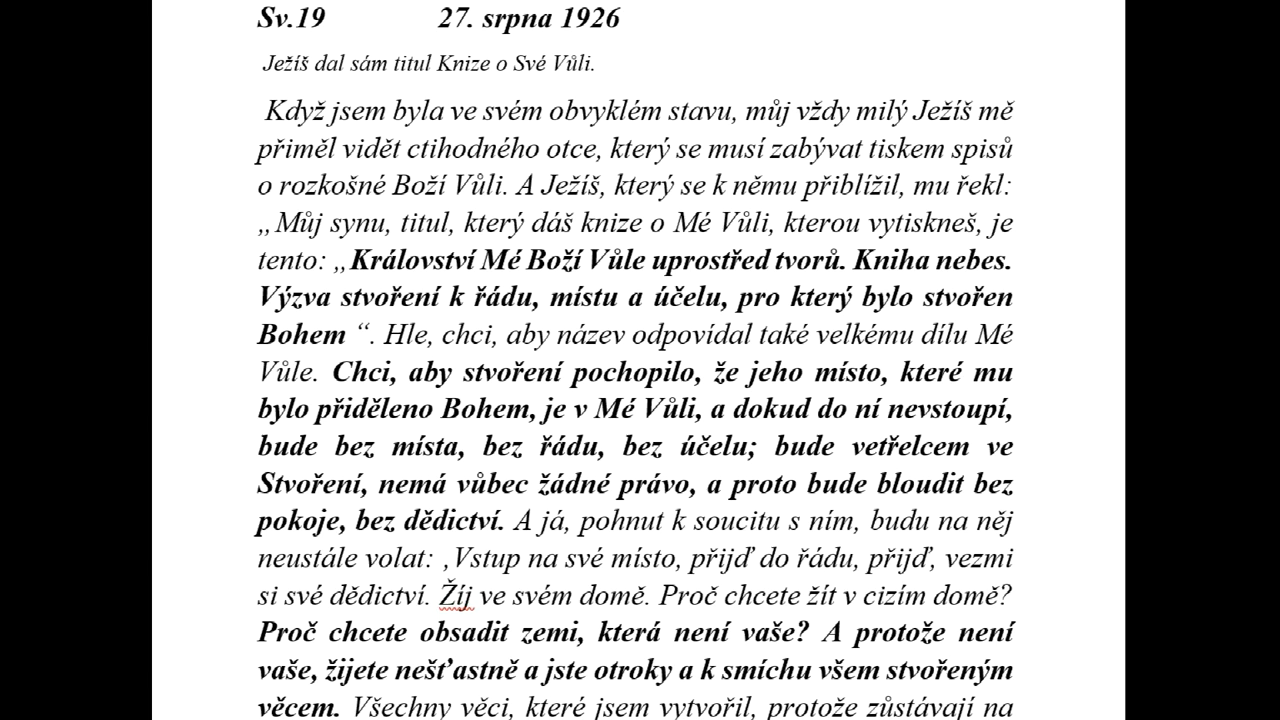 Sv.19 27. srpna 1926
Ježíš dal sám titul Knize o Své Vůli.
Když jsem byla ve svém obvyklém stavu, můj vždy milý Ježíš mě
přiměl vidět ctihodného otce, který se musí zabývat tiskem spisů
o rozkošné Boží Vůli. A Ježíš, který se k němu přiblížil, mu řekl:
„Můj synu, titul, který dáš knize o Mé Vůli, kterou vytiskneš, je
tento: „Království Mé Boží Vůle uprostřed tvorů. Kniha nebes.
Výzva stvoření k řádu, místu a účelu, pro který bylo stvořen
Bohem “. Hle, chci, aby název odpovídal také velkému dílu Mé
Vůle. Chci, aby stvoření pochopilo, že jeho místo, které mu
bylo přiděleno Bohem, je v Mé Vůli, a dokud do ní nevstoupí,
bude bez místa, bez řádu, bez účelu; bude vetřelcem ve
Stvoření, nemá vůbec žádné právo, a proto bude bloudit bez
pokoje, bez dědictví. A já, pohnut k soucitu s ním, budu na něj
neustále volat: ‚Vstup na své místo, přijď do řádu, přijď, vezmi
si své dědictví. Žíj ve svém domě. Proč chcete žít v cizím domě?
Proč chcete obsadit zemi, která není vaše? A protože není
vaše, žijete nešťastně a jste otroky a k smíchu všem stvořeným
věcem. Všechny věci, které jsem vytvořil, protože zůstávají na